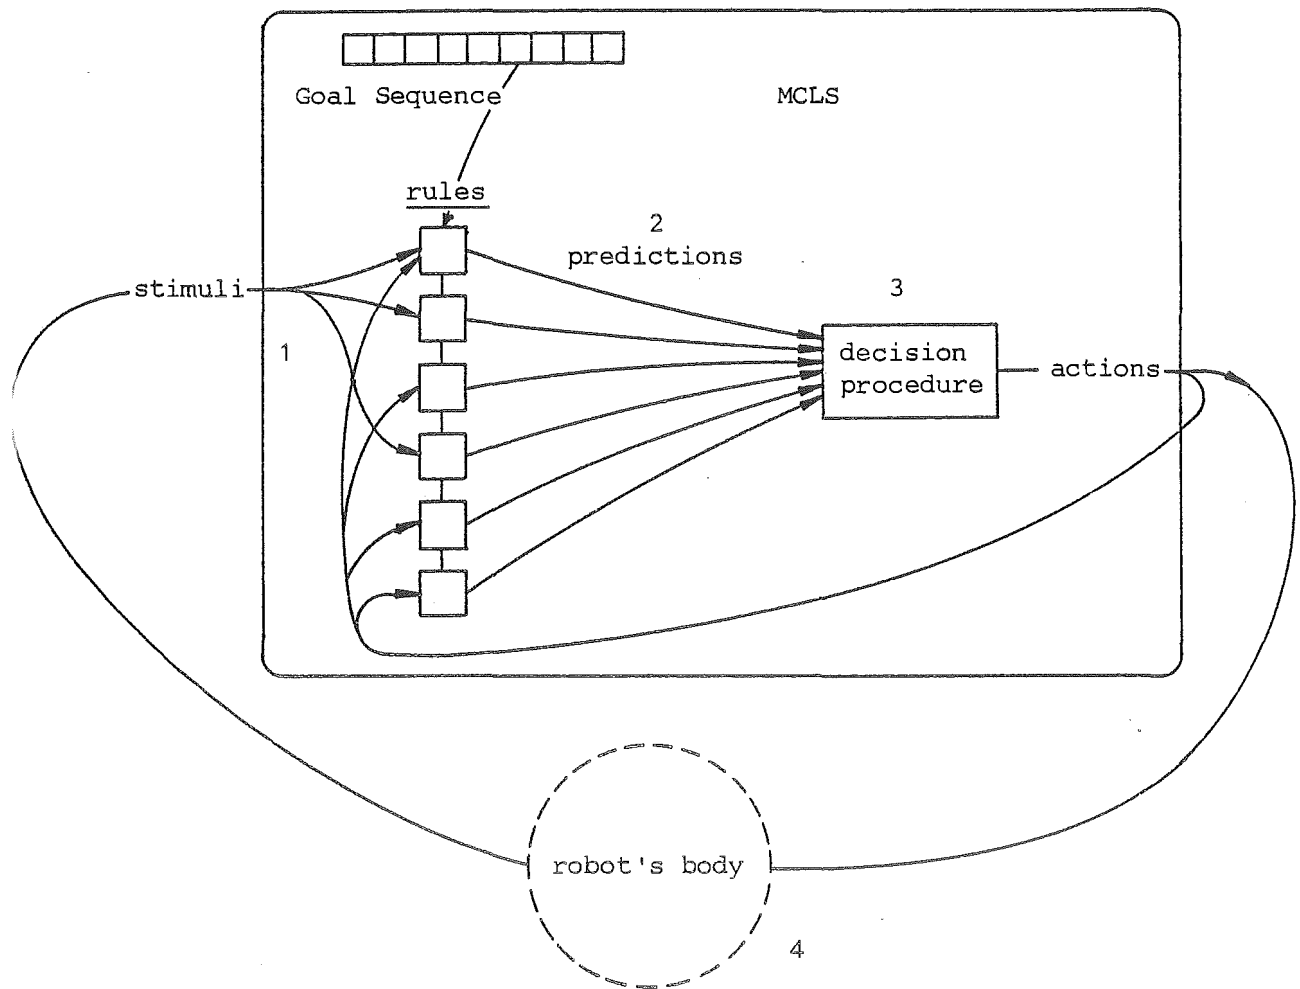 Goal Sequence
MCLS
rules
2
predictions
stimuli
3
1
decision
procedure
actions
robot's body
4